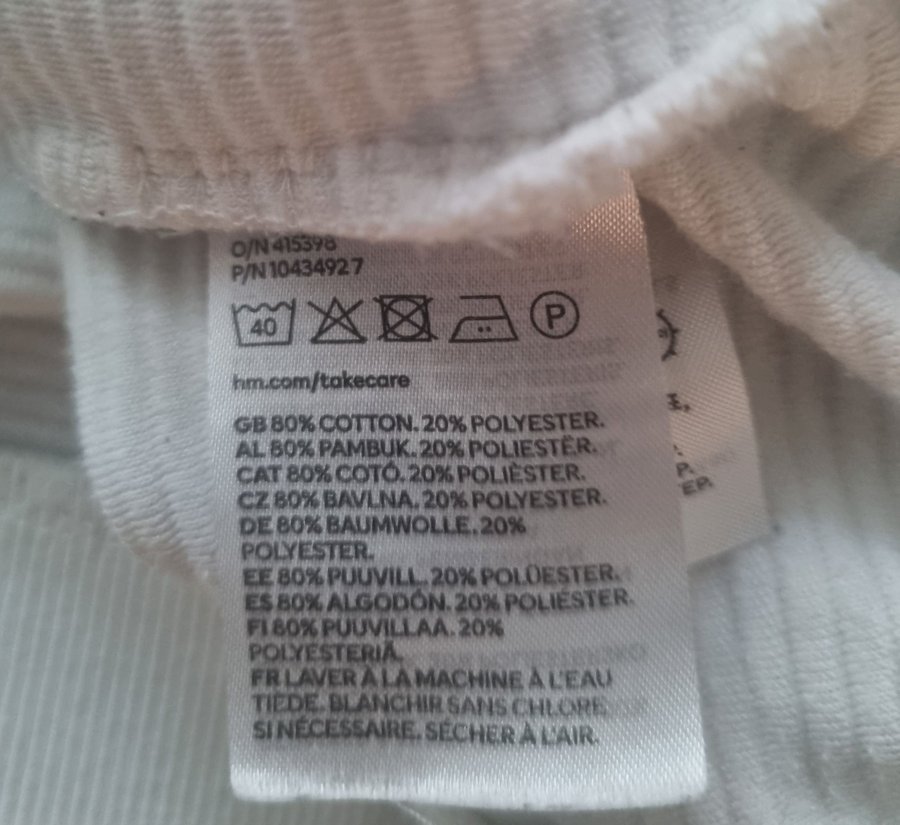 O/N 415398
P/N 10434927
40
P
hm.com/takecare
GB 80% COTTON. 20% POLYESTER.
AL 80% PAMBUK. 20% POLIESTËR.
CAT 80% COTÓ. 20% POLIÈSTER.
CZ 80% BAVLNA. 20% POLYESTER.
DE 80% BAUMWOLLE. 20%
POLYESTER.
EE 80% PUUVILL. 20% POLÜESTER.
ES 80% ALGODÓN. 20% POLIÉSTER.
FI 80% PUUVILLAA. 20%
POLYESTERIÄ.
FR LAVER À LA MACHINE À L'EAU
TIÈDE. BLANCHIR SANS CHLORE
SI NÉCESSAIRE. SÉCHER À L'AIR.